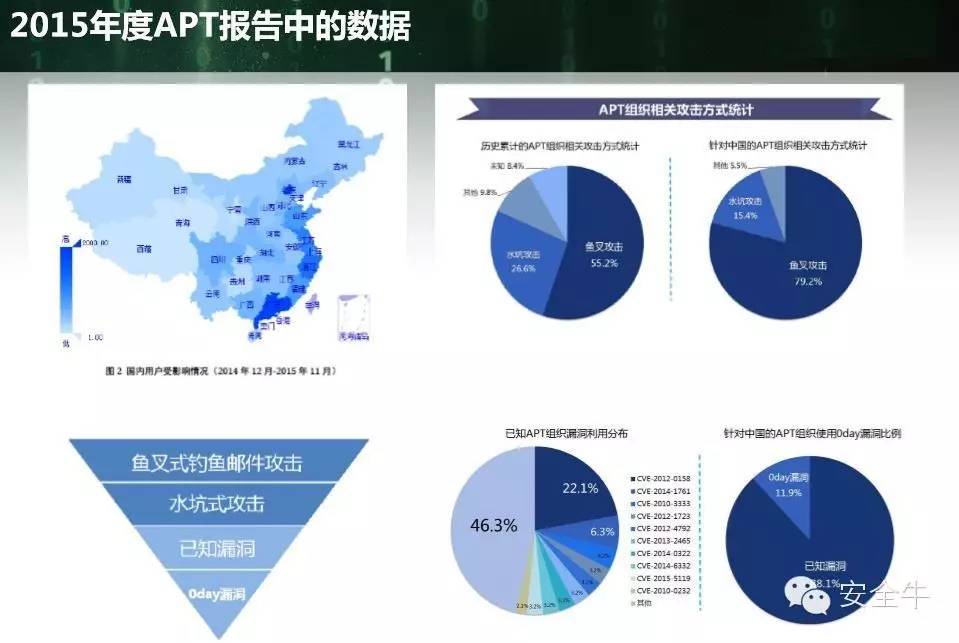 2015年度APT报告中的数据
黑龙江
内蒙古
吉林
新疆
辽宁
甘肃
北京
天津
宁夏
山西
河北
山东
青海
陕西
河南
江苏
西藏
安徽
上海
四川
重庆
湖北
浙江
贵州
湖南
江西
云南
福建
广西
台湾
澳门
香港
海南
南海诸岛
高
2000.00
1.00
低
图 2 国内用户受影响情况（2014 年 12 月-2015 年 11 月）
鱼叉式钓鱼邮件攻击
水坑式攻击
已知漏洞
0day漏洞
APT组织相关攻击方式统计
历史累计的APT组织相关攻击方式统计
未知 8.4%
其他 9.8%
水坑攻击
26.6%
鱼叉攻击
55.2%
针对中国的APT组织相关攻击方式统计
其他 5.5%
水坑攻击
15.4%
鱼叉攻击
79.2%
已知APT组织漏洞利用分布
46.3%
22.1%
6.3%
3.2%
3.2%
CVE-2012-0158
CVE-2014-1761
CVE-2010-3333
CVE-2012-1723
CVE-2012-4792
CVE-2013-2465
CVE-2014-0322
CVE-2014-6332
CVE-2015-5119
CVE-2010-0232
其他
针对中国的APT组织使用0day漏洞比例
0day漏洞
11.9%
已知漏洞
88.1%
安全牛